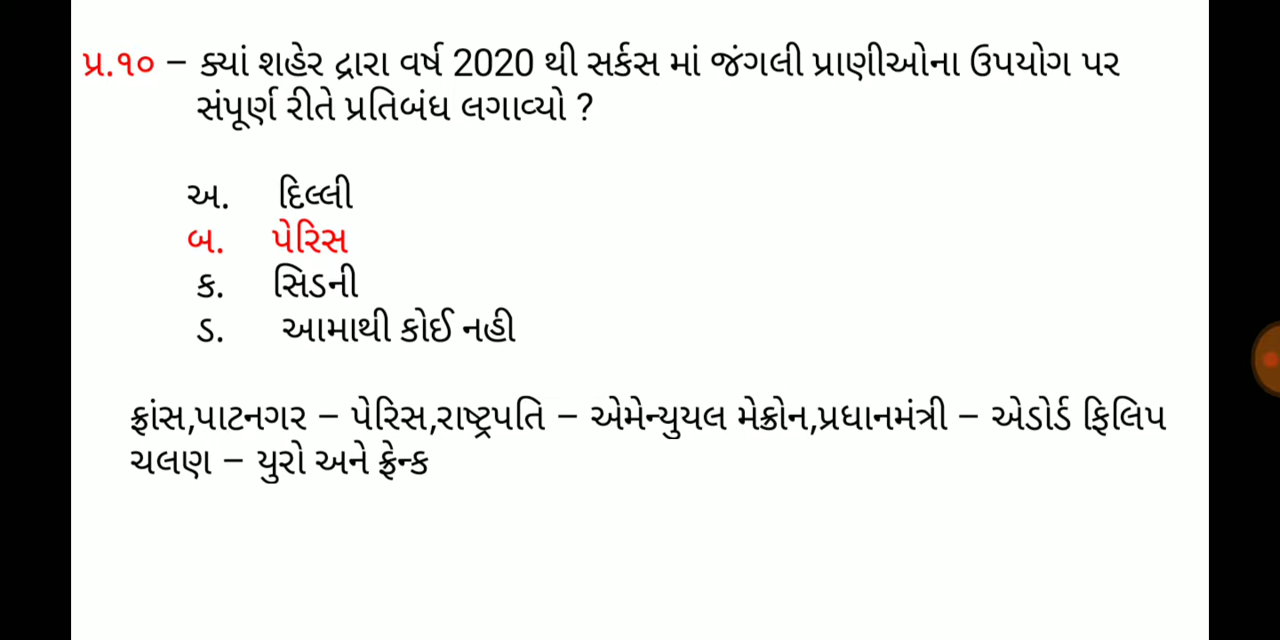 પ્ર.૧૦ – ક્યાં શહેર દ્રારા વર્ષ 2020 થી સર્કસ માં જંગલી પ્રાણીઓના ઉપયોગ પર
સંપૂર્ણ રીતે પ્રતિબંધ લગાવ્યો ?
અ. દિલ્લી
બ. પેરિસ
ક. સિડની
ડ. આમાથી કોઈ નહી
ફ્રાંસ,પાટનગર – પેરિસ,રાષ્ટ્રપતિ – એમેન્યુયલ મેક્રોન,પ્રધાનમંત્રી – એડોર્ડ ફિલિપ
ચલણ – યુરો અને ફ્રેન્ક